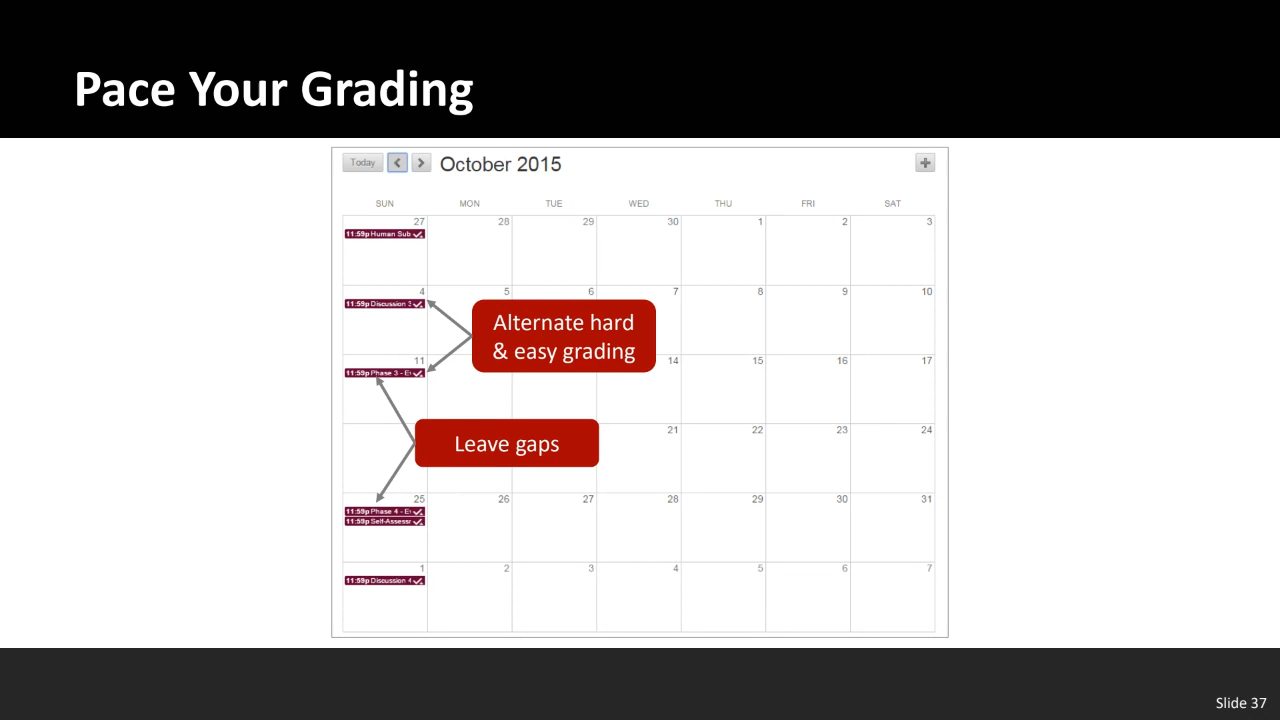 Pace Your Grading
Today < > October 2015 +
SUN MON TUE WED THU FRI SAT
27 28 29 30 1 2 3
11:59p Human Sub
4 5 6 7 8 9 10
11:59p Discussion 3
Alternate hard
& easy grading
11 14 15 16 17
11:59p Phase 3 - E
Leave gaps
21 22 23 24
25 26 27 28 29 30 31
11:59p Phase 4 - E
11:59p Self-Assess
1 2 3 4 5 6 7
11:59p Discussion 4
Slide 37